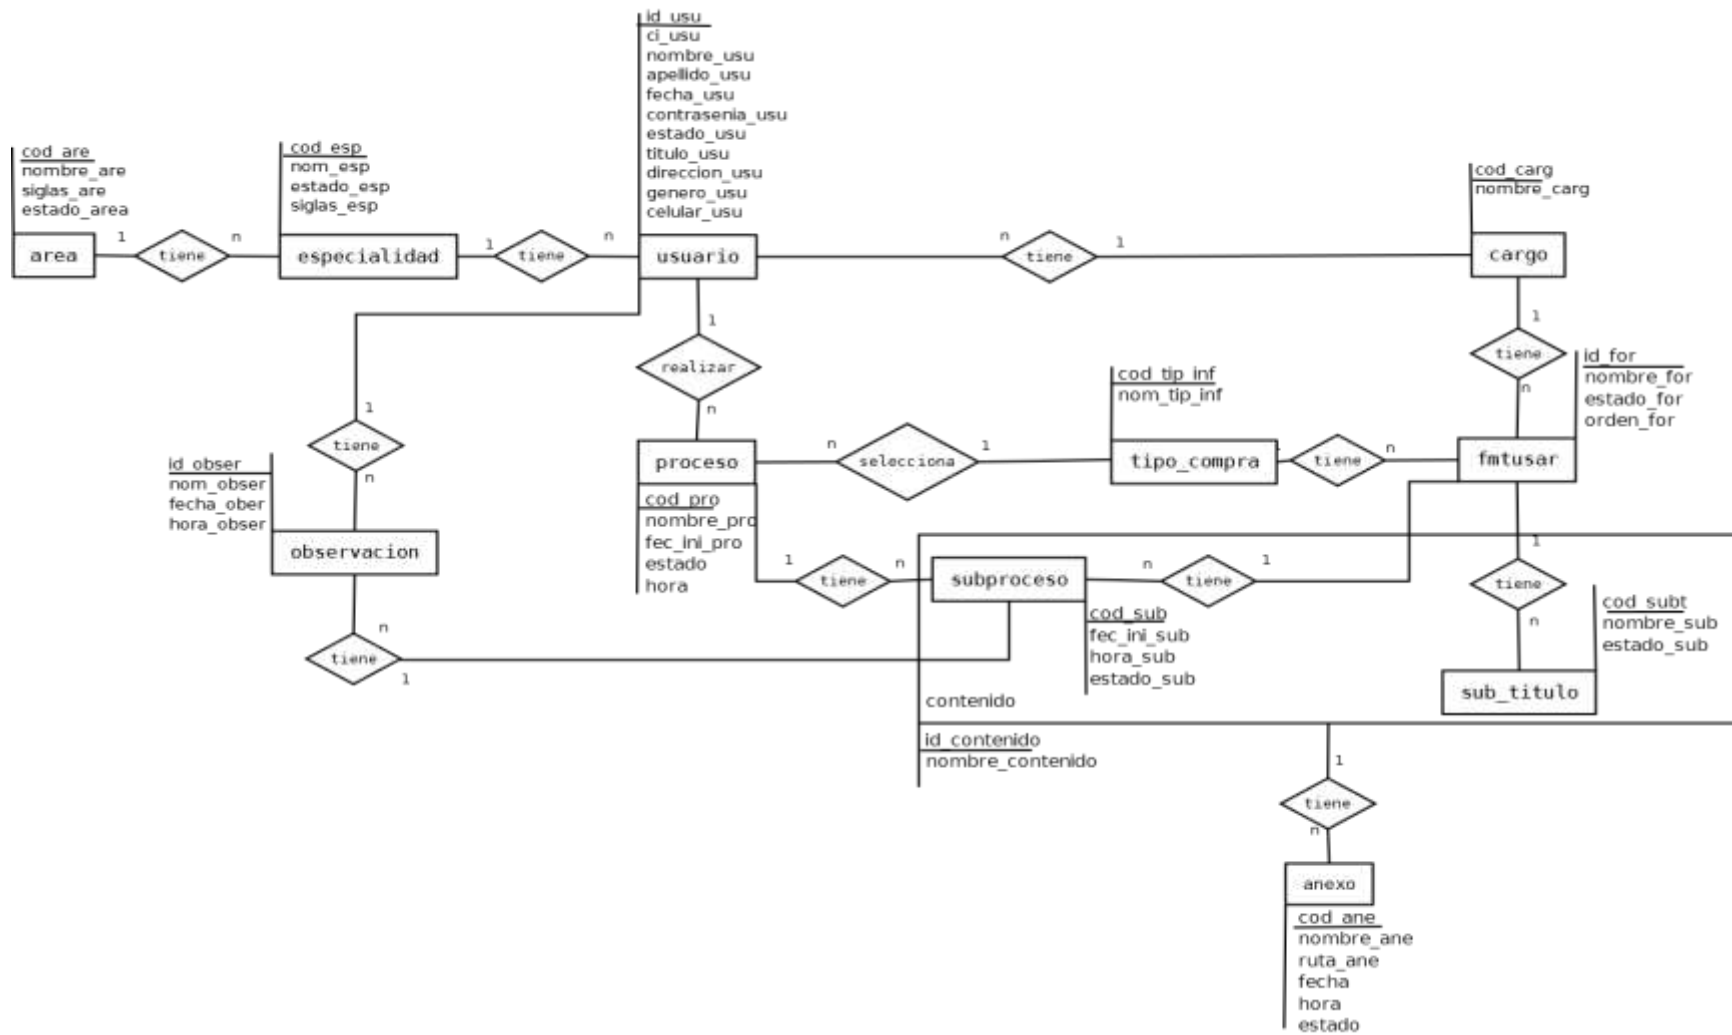 id_usu
ci_usu
nombre_usu
apellido_usu
fecha_usu
contrasenia_usu
estado_usu
titulo_usu
direccion_usu
genero_usu
celular_usu
cod_are
nombre_are
siglas_are
estado_area
cod_esp
nom_esp
estado_esp
siglas_esp
cod_carg
nombre_carg
area
1
tiene
n
especialidad
1
tiene
n
usuario
n
tiene
1
cargo
1
realizar
n
1
tiene
n
id_for
nombre_for
estado_for
orden_for
cod_tip_inf
nom_tip_inf
1
tiene
n
id_obser
nom_obser
fecha_ober
hora_obser
observacion
proceso
n
selecciona
1
tipo_compra
tiene
n
fmtusar
cod_pro
nombre_pro
fec_ini_pro
estado
hora
1
tiene
n
subproceso
n
tiene
1
1
tiene
n
cod_sub
fec_ini_sub
hora_sub
estado_sub
cod_subt
nombre_sub
estado_sub
sub_titulo
n
tiene
1
contenido
id_contenido
nombre_contenido
1
tiene
n
anexo
cod_ane
nombre_ane
ruta_ane
fecha
hora
estado